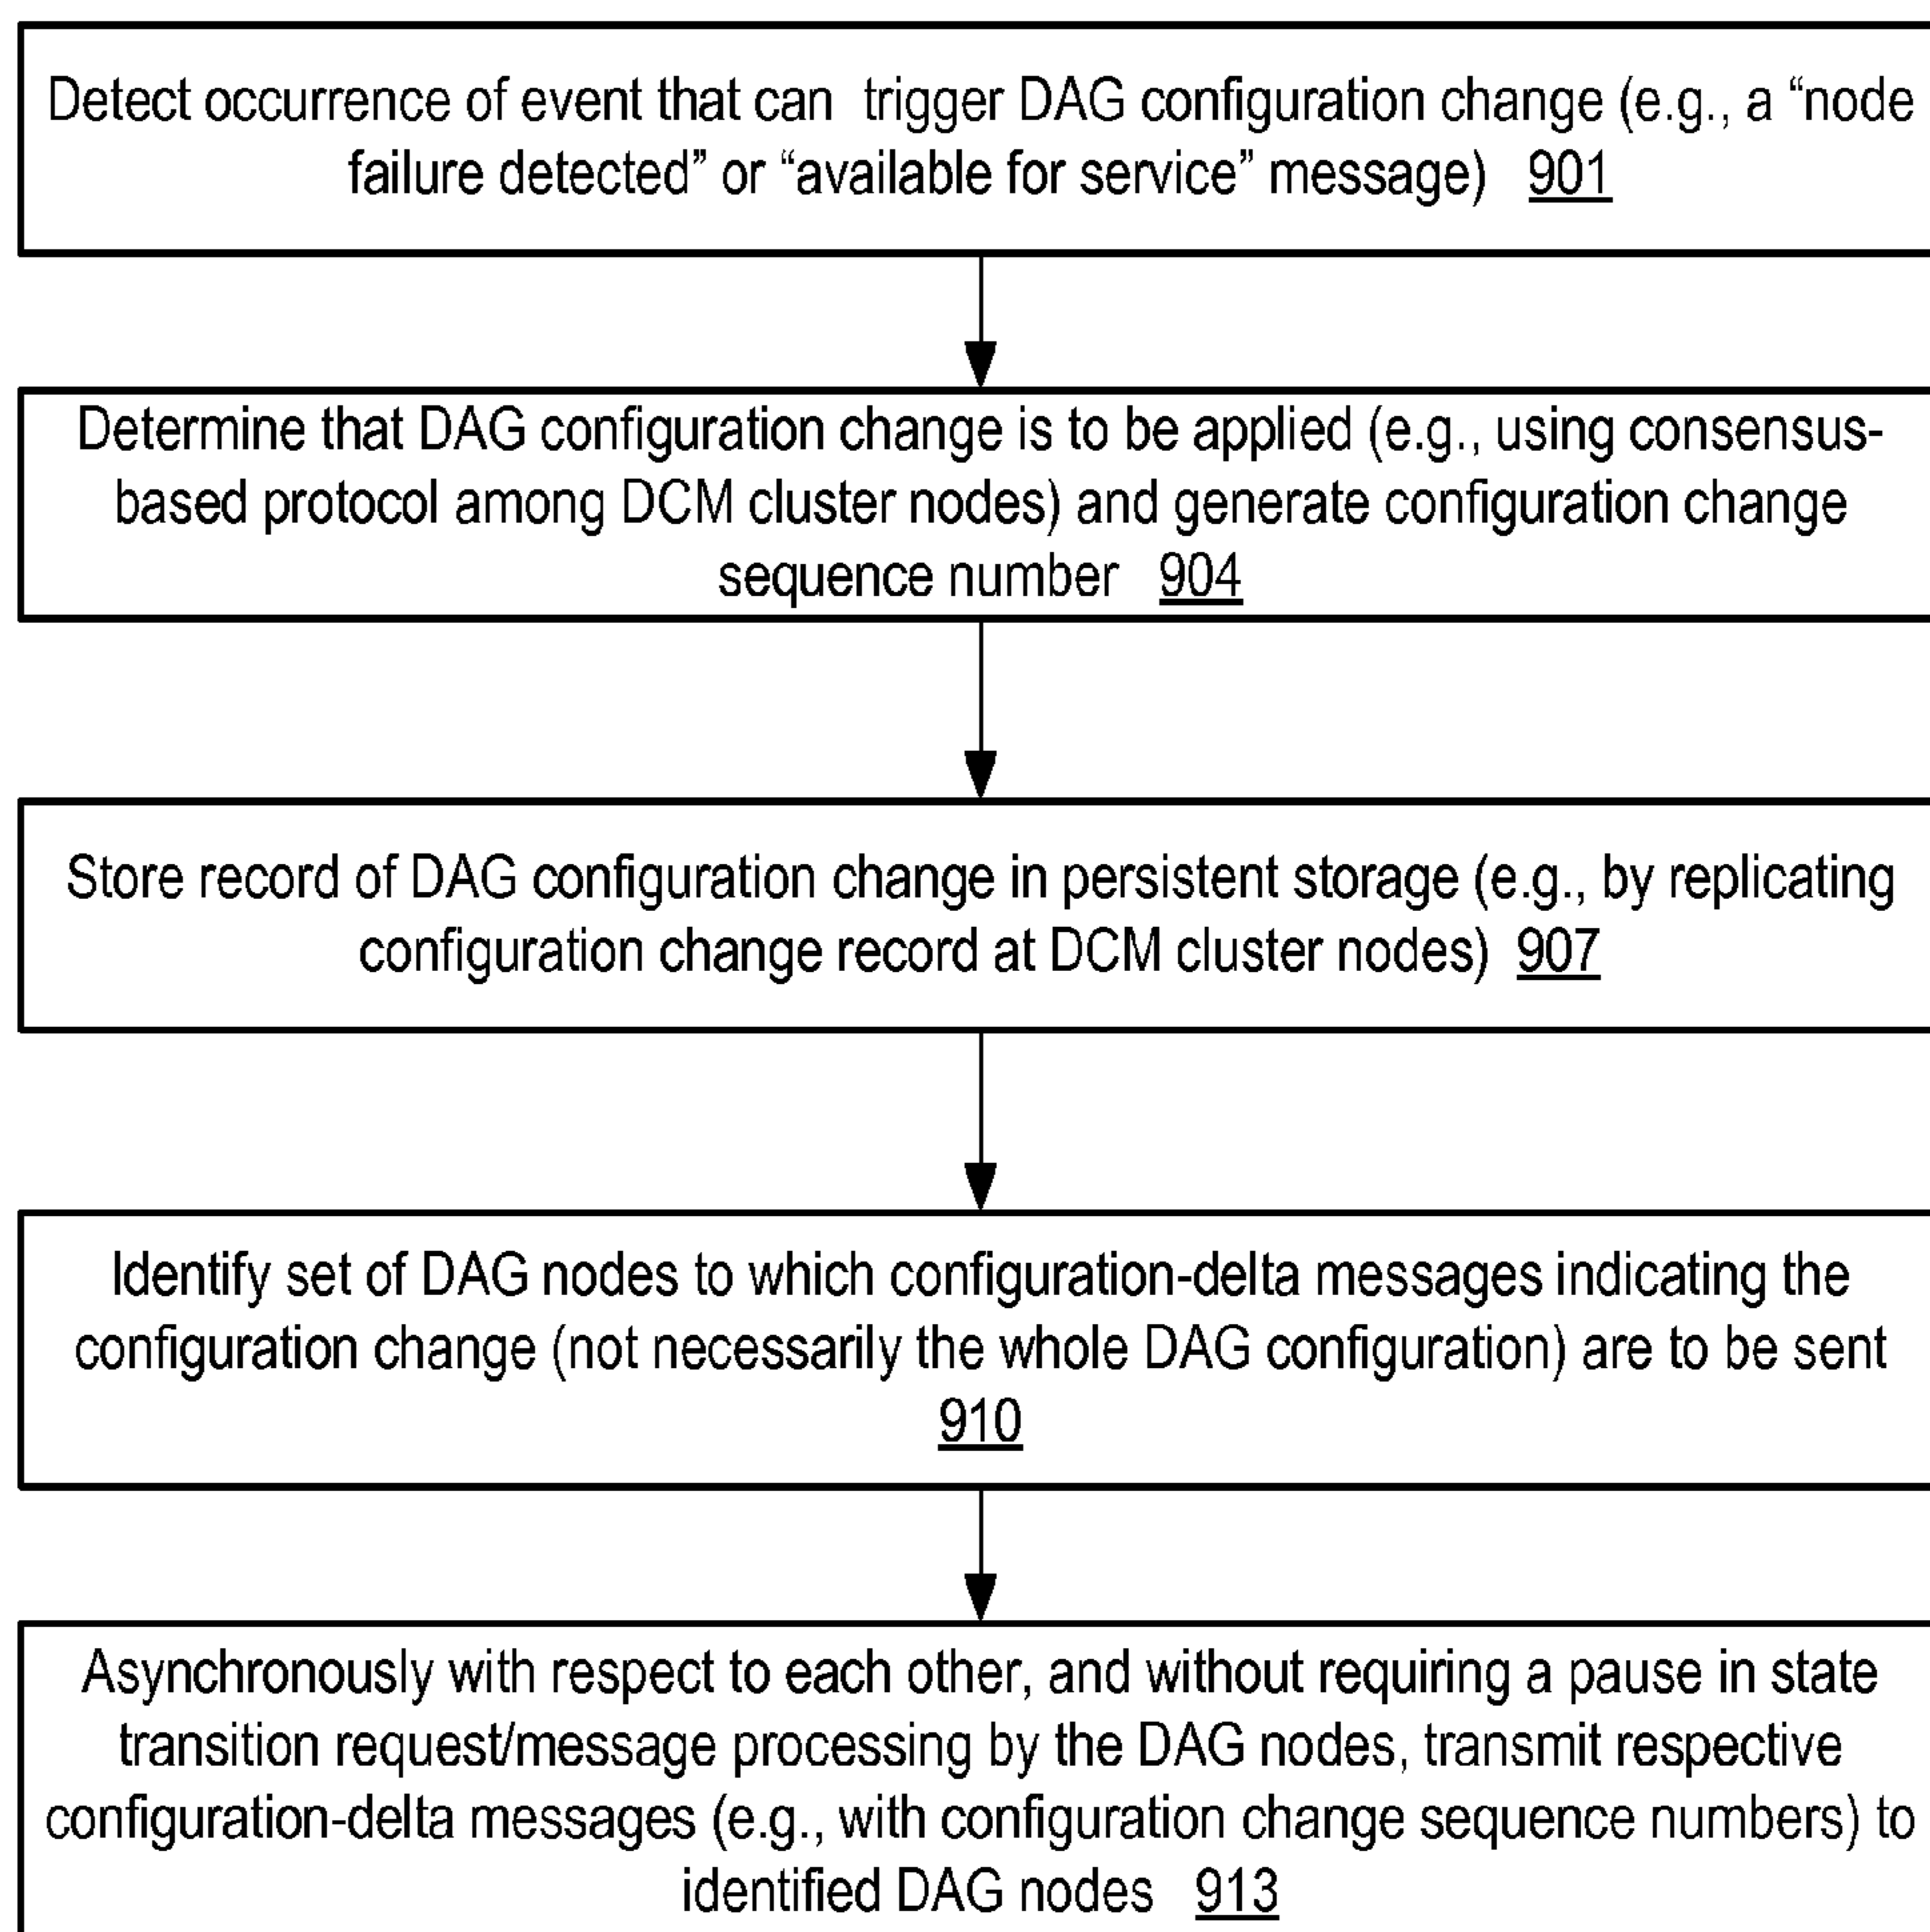 Detect occurrence of event that can trigger DAG configuration change (e.g., a “node
failure detected” or “available for service” message) 901
Determine that DAG configuration change is to be applied (e.g., using consensus-
based protocol among DCM cluster nodes) and generate configuration change
sequence number 904
Store record of DAG configuration change in persistent storage (e.g., by replicating
configuration change record at DCM cluster nodes) 907
Identify set of DAG nodes to which configuration-delta messages indicating the
configuration change (not necessarily the whole DAG configuration) are to be sent
910
Asynchronously with respect to each other, and without requiring a pause in state
transition request/message processing by the DAG nodes, transmit respective
configuration-delta messages (e.g., with configuration change sequence numbers) to
identified DAG nodes 913